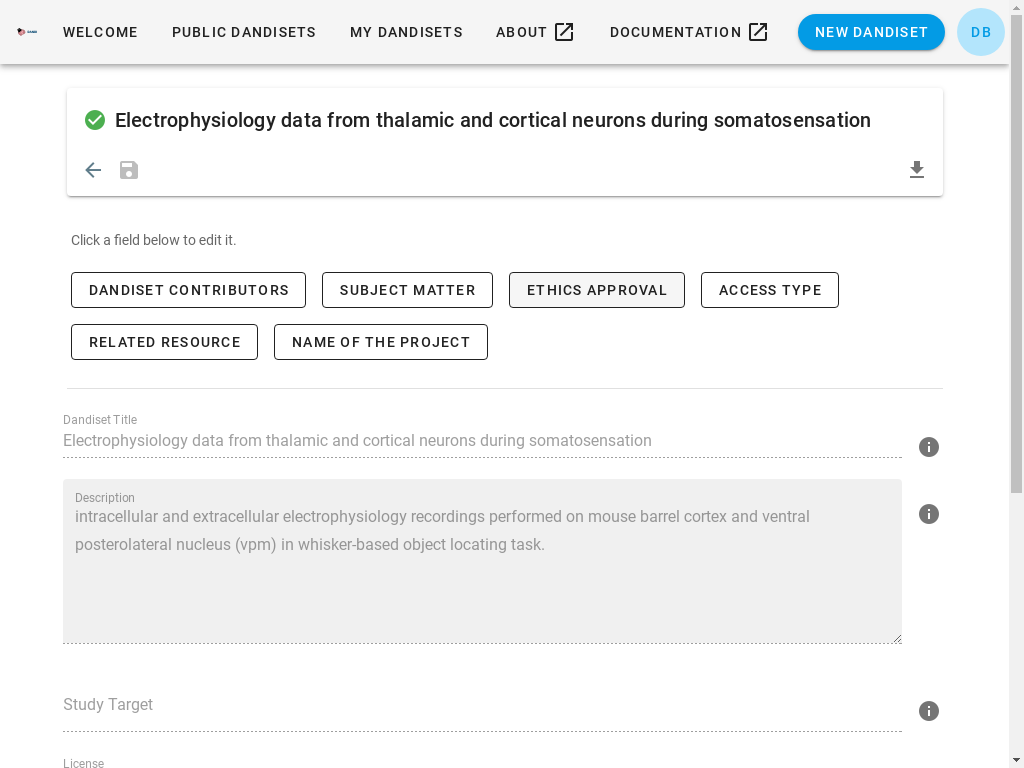 WELCOME
PUBLIC DANDISETS
MY DANDISETS
ABOUT
DOCUMENTATION
NEW DANDISET
DB
Electrophysiology data from thalamic and cortical neurons during somatosensation
Click a field below to edit it.
DANDISET CONTRIBUTORS
SUBJECT MATTER
ETHICS APPROVAL
ACCESS TYPE
RELATED RESOURCE
NAME OF THE PROJECT
Dandiset Title
Electrophysiology data from thalamic and cortical neurons during somatosensation
Description
intracellular and extracellular electrophysiology recordings performed on mouse barrel cortex and ventral
posterolateral nucleus (vpm) in whisker-based object locating task.
Study Target
License